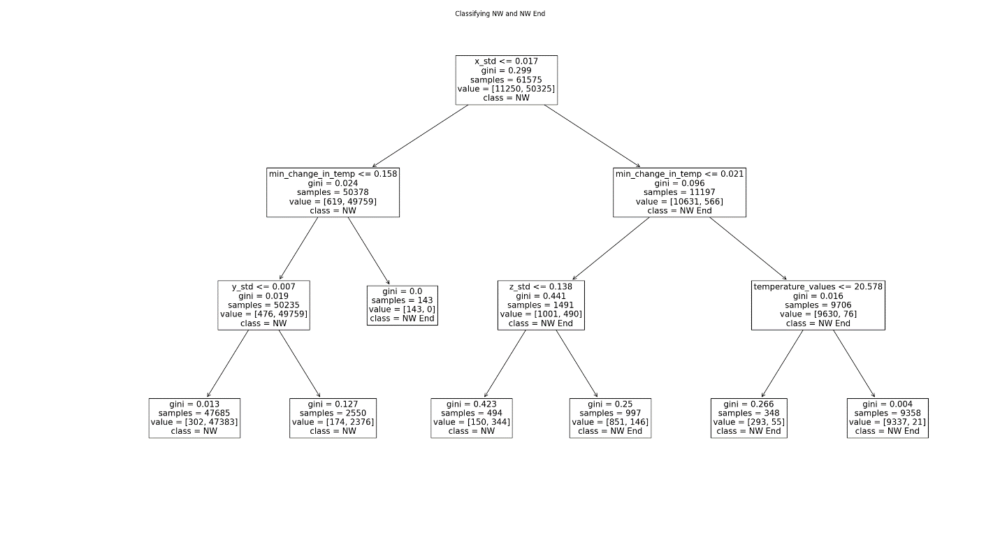 Classifying NW and NW End
x_std <= 0.017
gini = 0.299
samples = 61575
value = [11250, 50325]
class = NW
min_change_in_temp <= 0.158
gini = 0.024
samples = 50378
value = [619, 49759]
class = NW
min_change_in_temp <= 0.021
gini = 0.096
samples = 11197
value = [10631, 566]
class = NW End
y_std <= 0.007
gini = 0.019
samples = 50235
value = [476, 49759]
class = NW
gini = 0.0
samples = 143
value = [143, 0]
class = NW End
z_std <= 0.138
gini = 0.441
samples = 1491
value = [1001, 490]
class = NW End
temperature_values <= 20.578
gini = 0.016
samples = 9706
value = [9630, 76]
class = NW End
gini = 0.013
samples = 47685
value = [302, 47383]
class = NW
gini = 0.127
samples = 2550
value = [174, 2376]
class = NW
gini = 0.423
samples = 494
value = [150, 344]
class = NW
gini = 0.25
samples = 997
value = [851, 146]
class = NW End
gini = 0.266
samples = 348
value = [293, 55]
class = NW End
gini = 0.004
samples = 9358
value = [9337, 21]
class = NW End